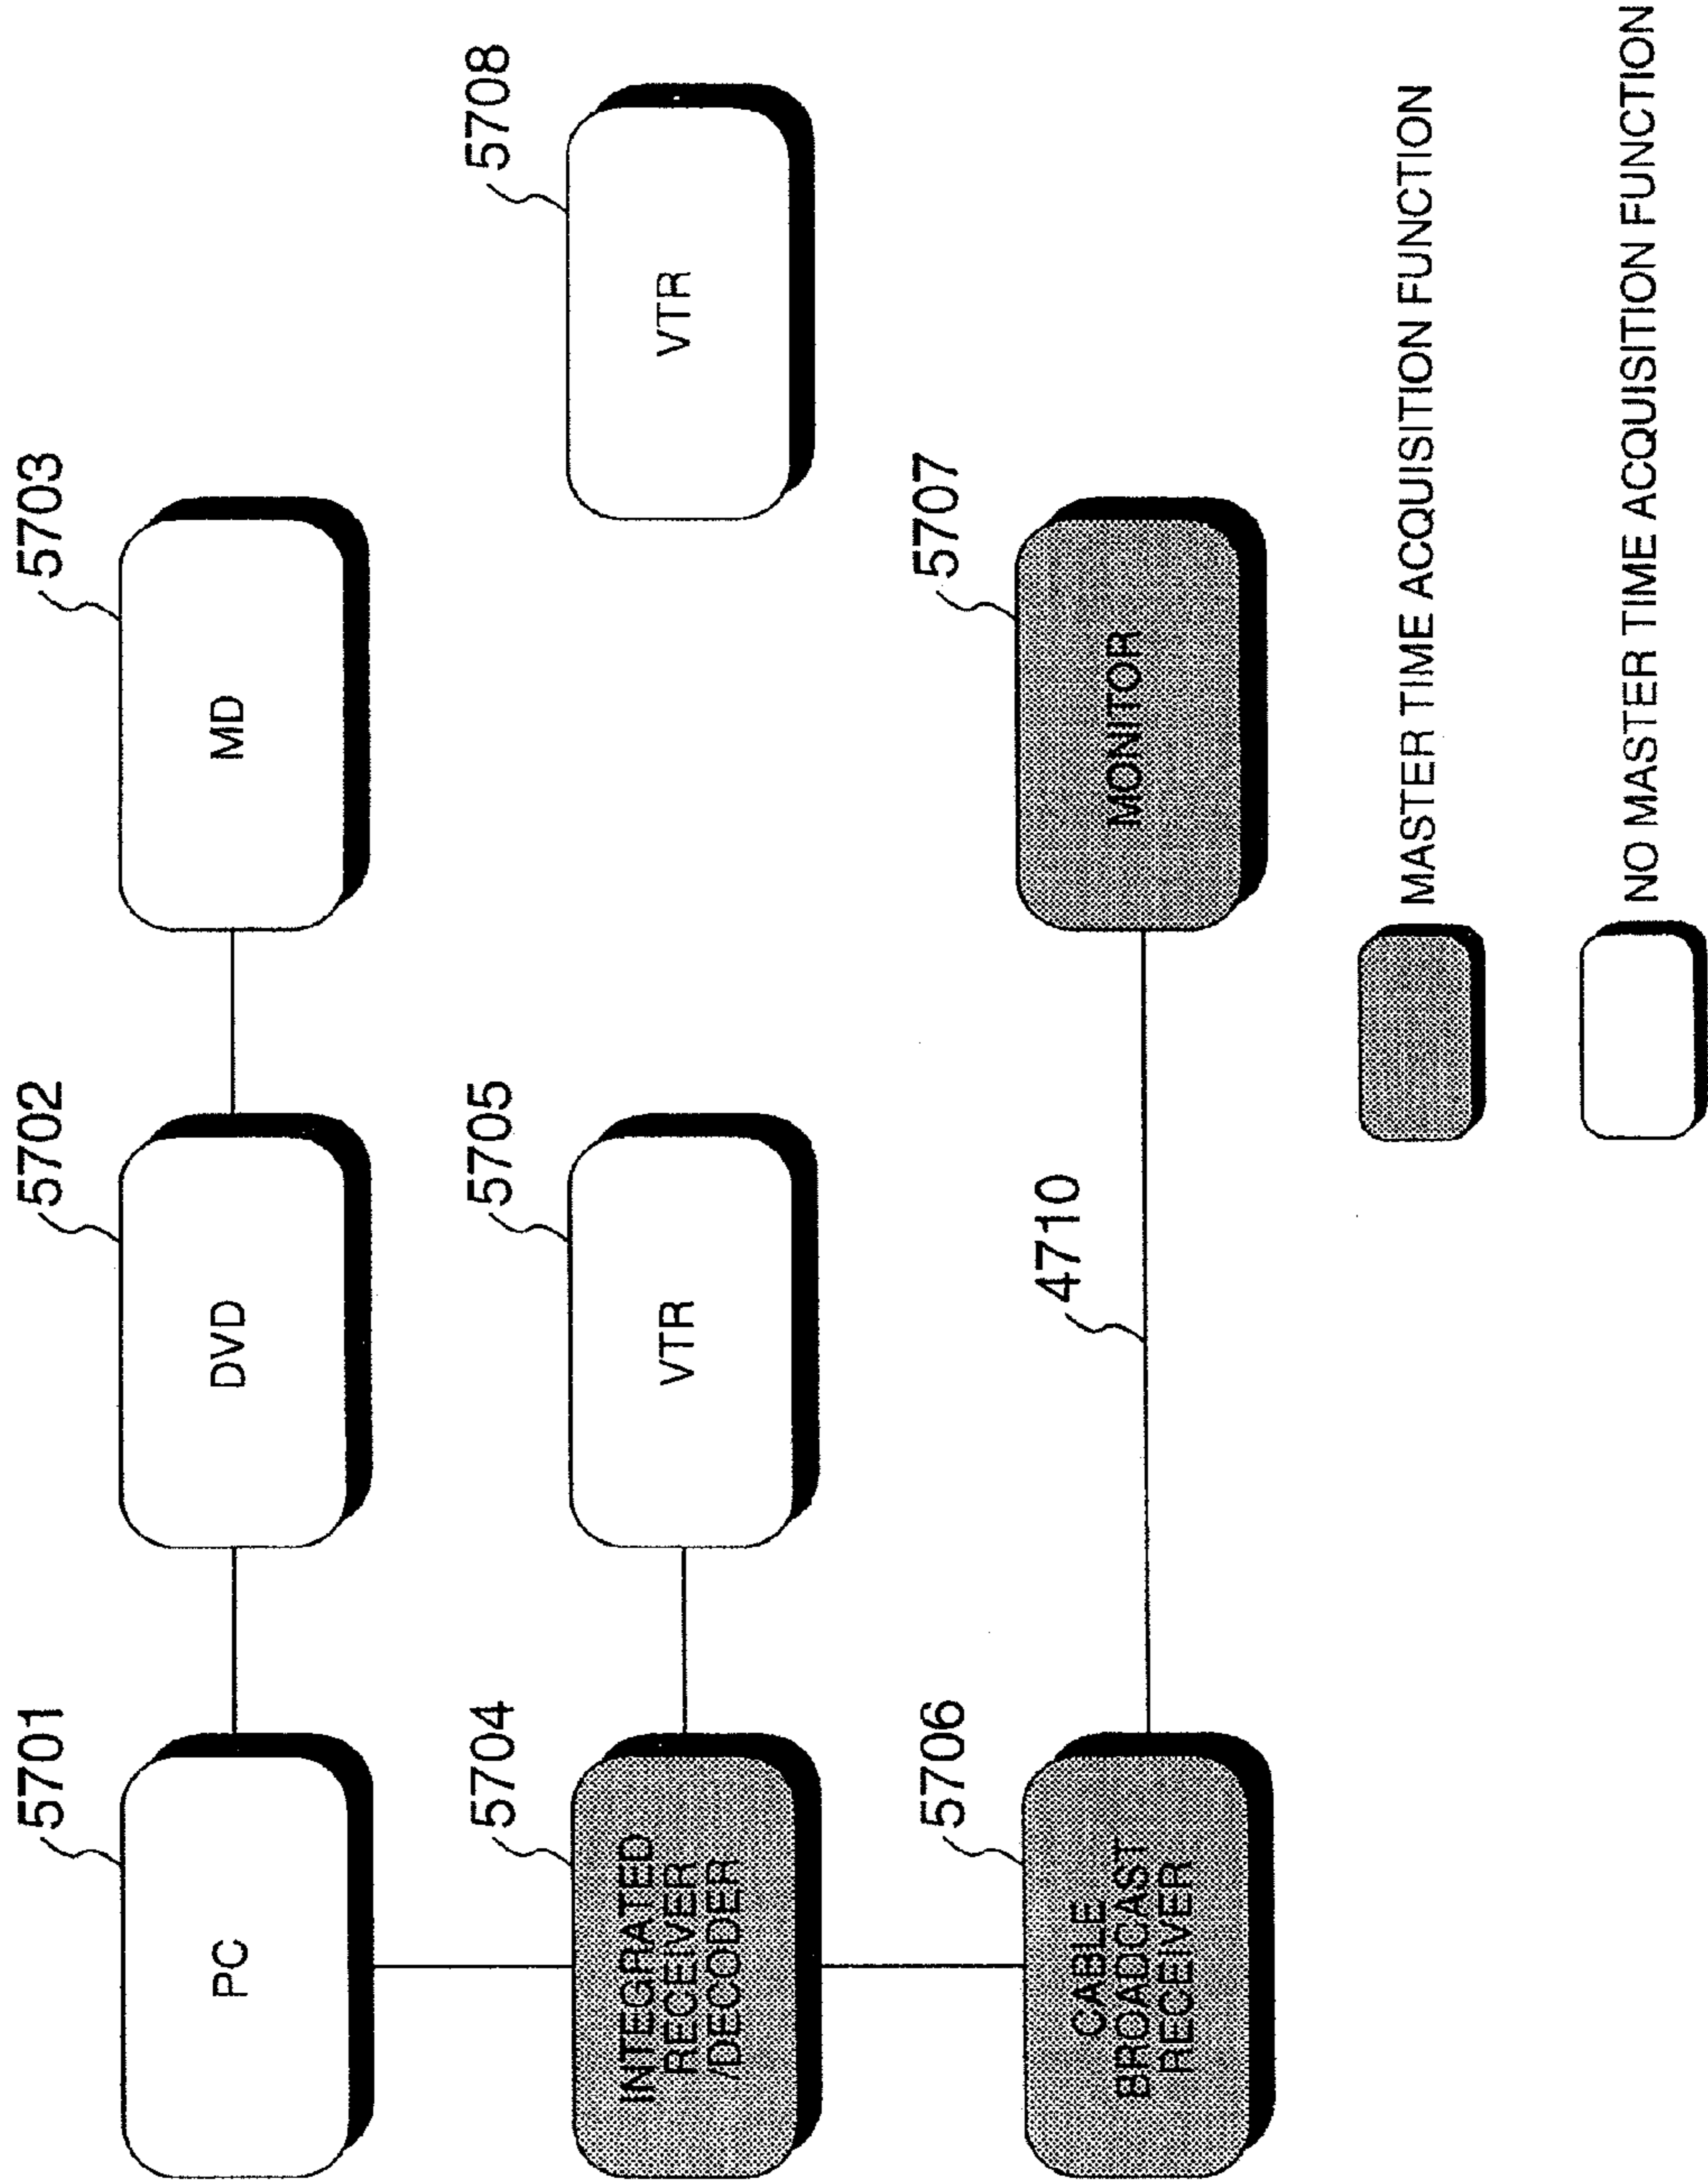 5701
PC
5702
DVD
5703
MD
5704
INTEGRATED
RECEIVER
/DECODER
5705
VTR
5708
VTR
5706
CABLE
BROADCAST
RECEIVER
4710
5707
MONITOR
MASTER TIME ACQUISITION FUNCTION
NO MASTER TIME ACQUISITION FUNCTION